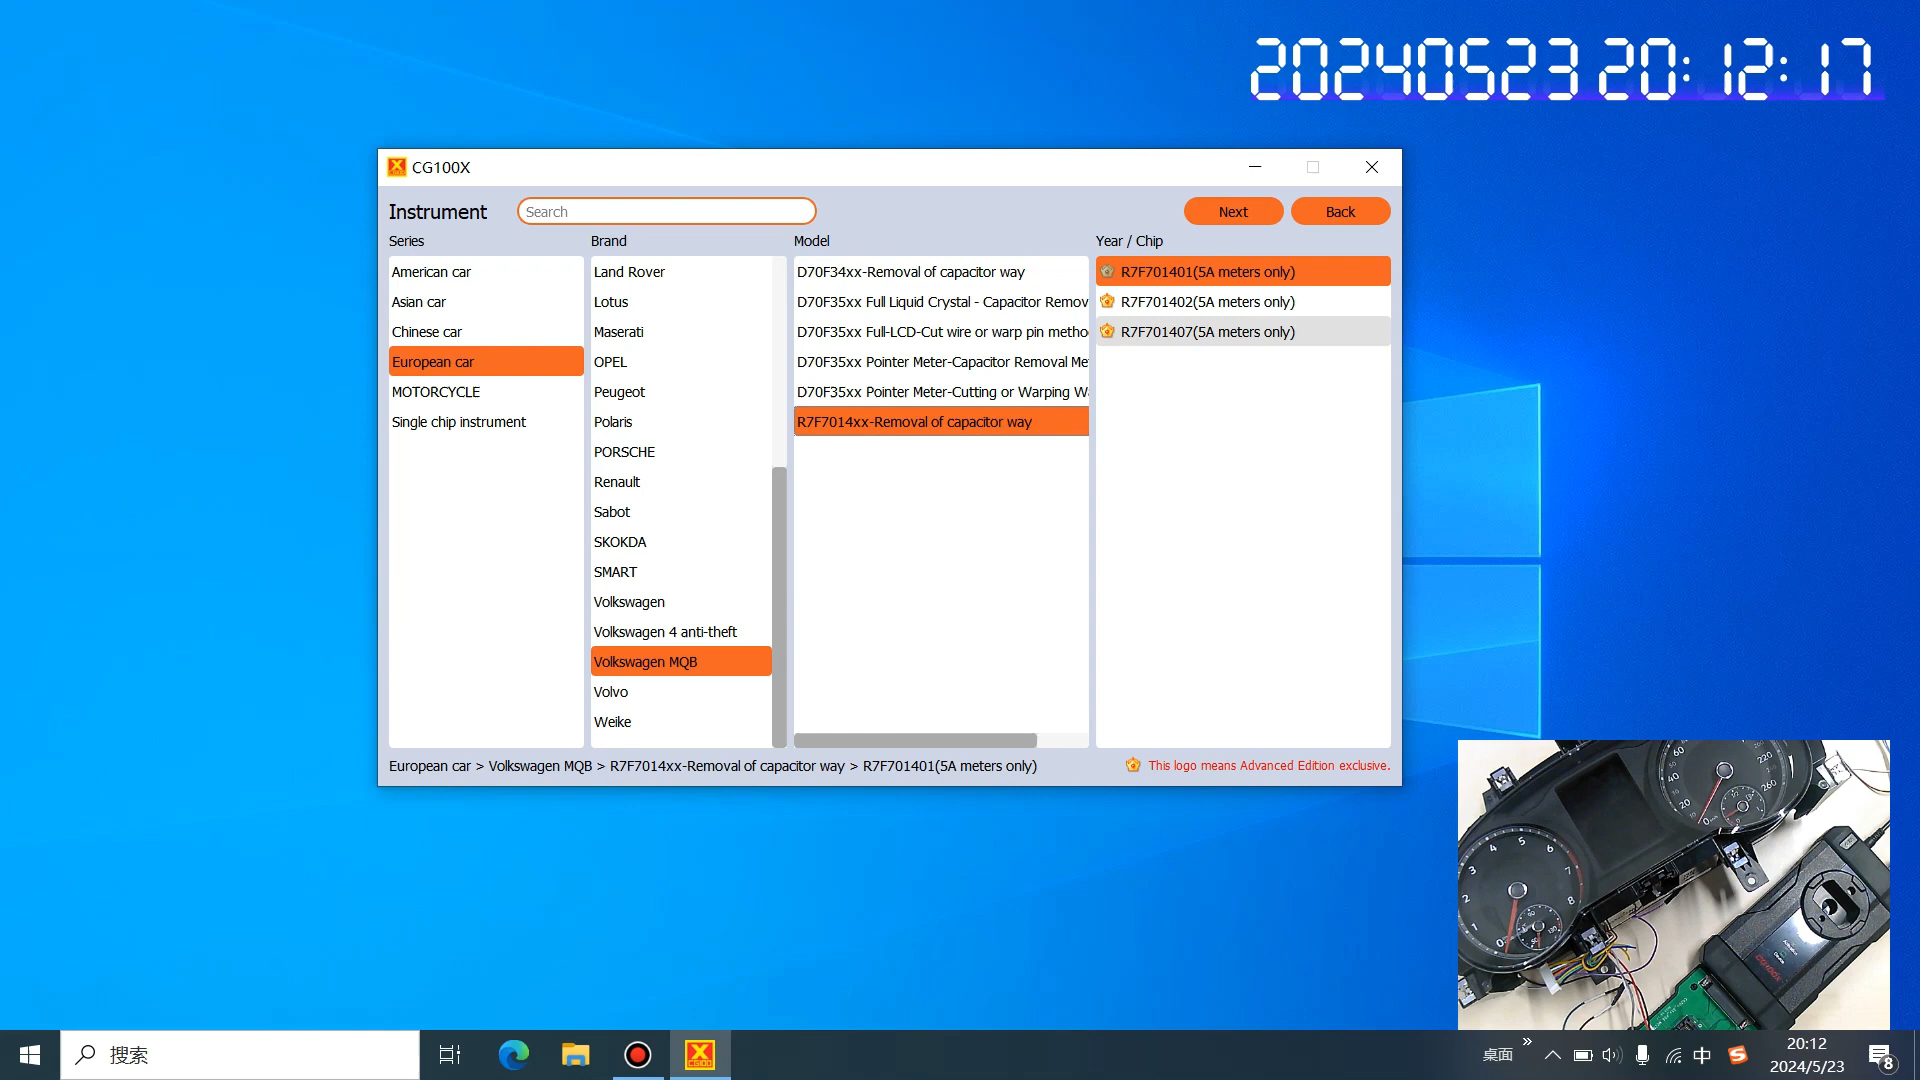 20240523 20:12:17
CG100X
Instrument
Search
Next
Back
Series
Brand
Model
Year / Chip
American car
Asian car
Chinese car
European car
MOTORCYCLE
Single chip instrument
Land Rover
Lotus
Maserati
OPEL
Peugeot
Polaris
PORSCHE
Renault
Sabot
SKOKDA
SMART
Volkswagen
Volkswagen 4 anti-theft
Volkswagen MQB
Volvo
Weike
D70F34xx-Removal of capacitor way
D70F35xx Full Liquid Crystal - Capacitor Remov
D70F35xx Full-LCD-Cut wire or warp pin metho
D70F35xx Pointer Meter-Capacitor Removal Me
D70F35xx Pointer Meter-Cutting or Warping W
R7F7014xx-Removal of capacitor way
R7F701401(5A meters only)
R7F701402(5A meters only)
R7F701407(5A meters only)
European car > Volkswagen MQB > R7F7014xx-Removal of capacitor way > R7F701401(5A meters only)
This logo means Advanced Edition exclusive.
搜索
桌面
中
20:12
2024/5/23
8